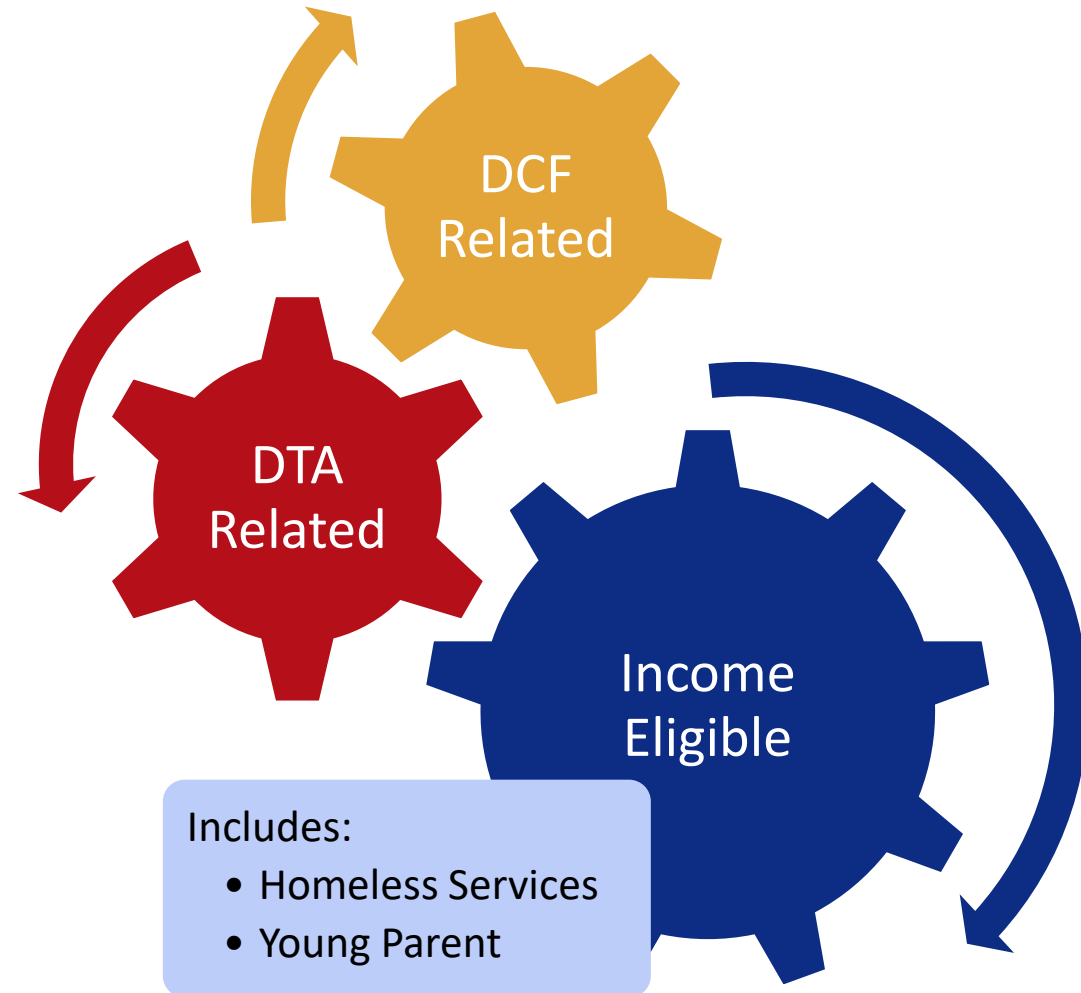 DCF
Related
DTA
Related
Income
Eligible
Includes:
• Homeless Services
• Young Parent